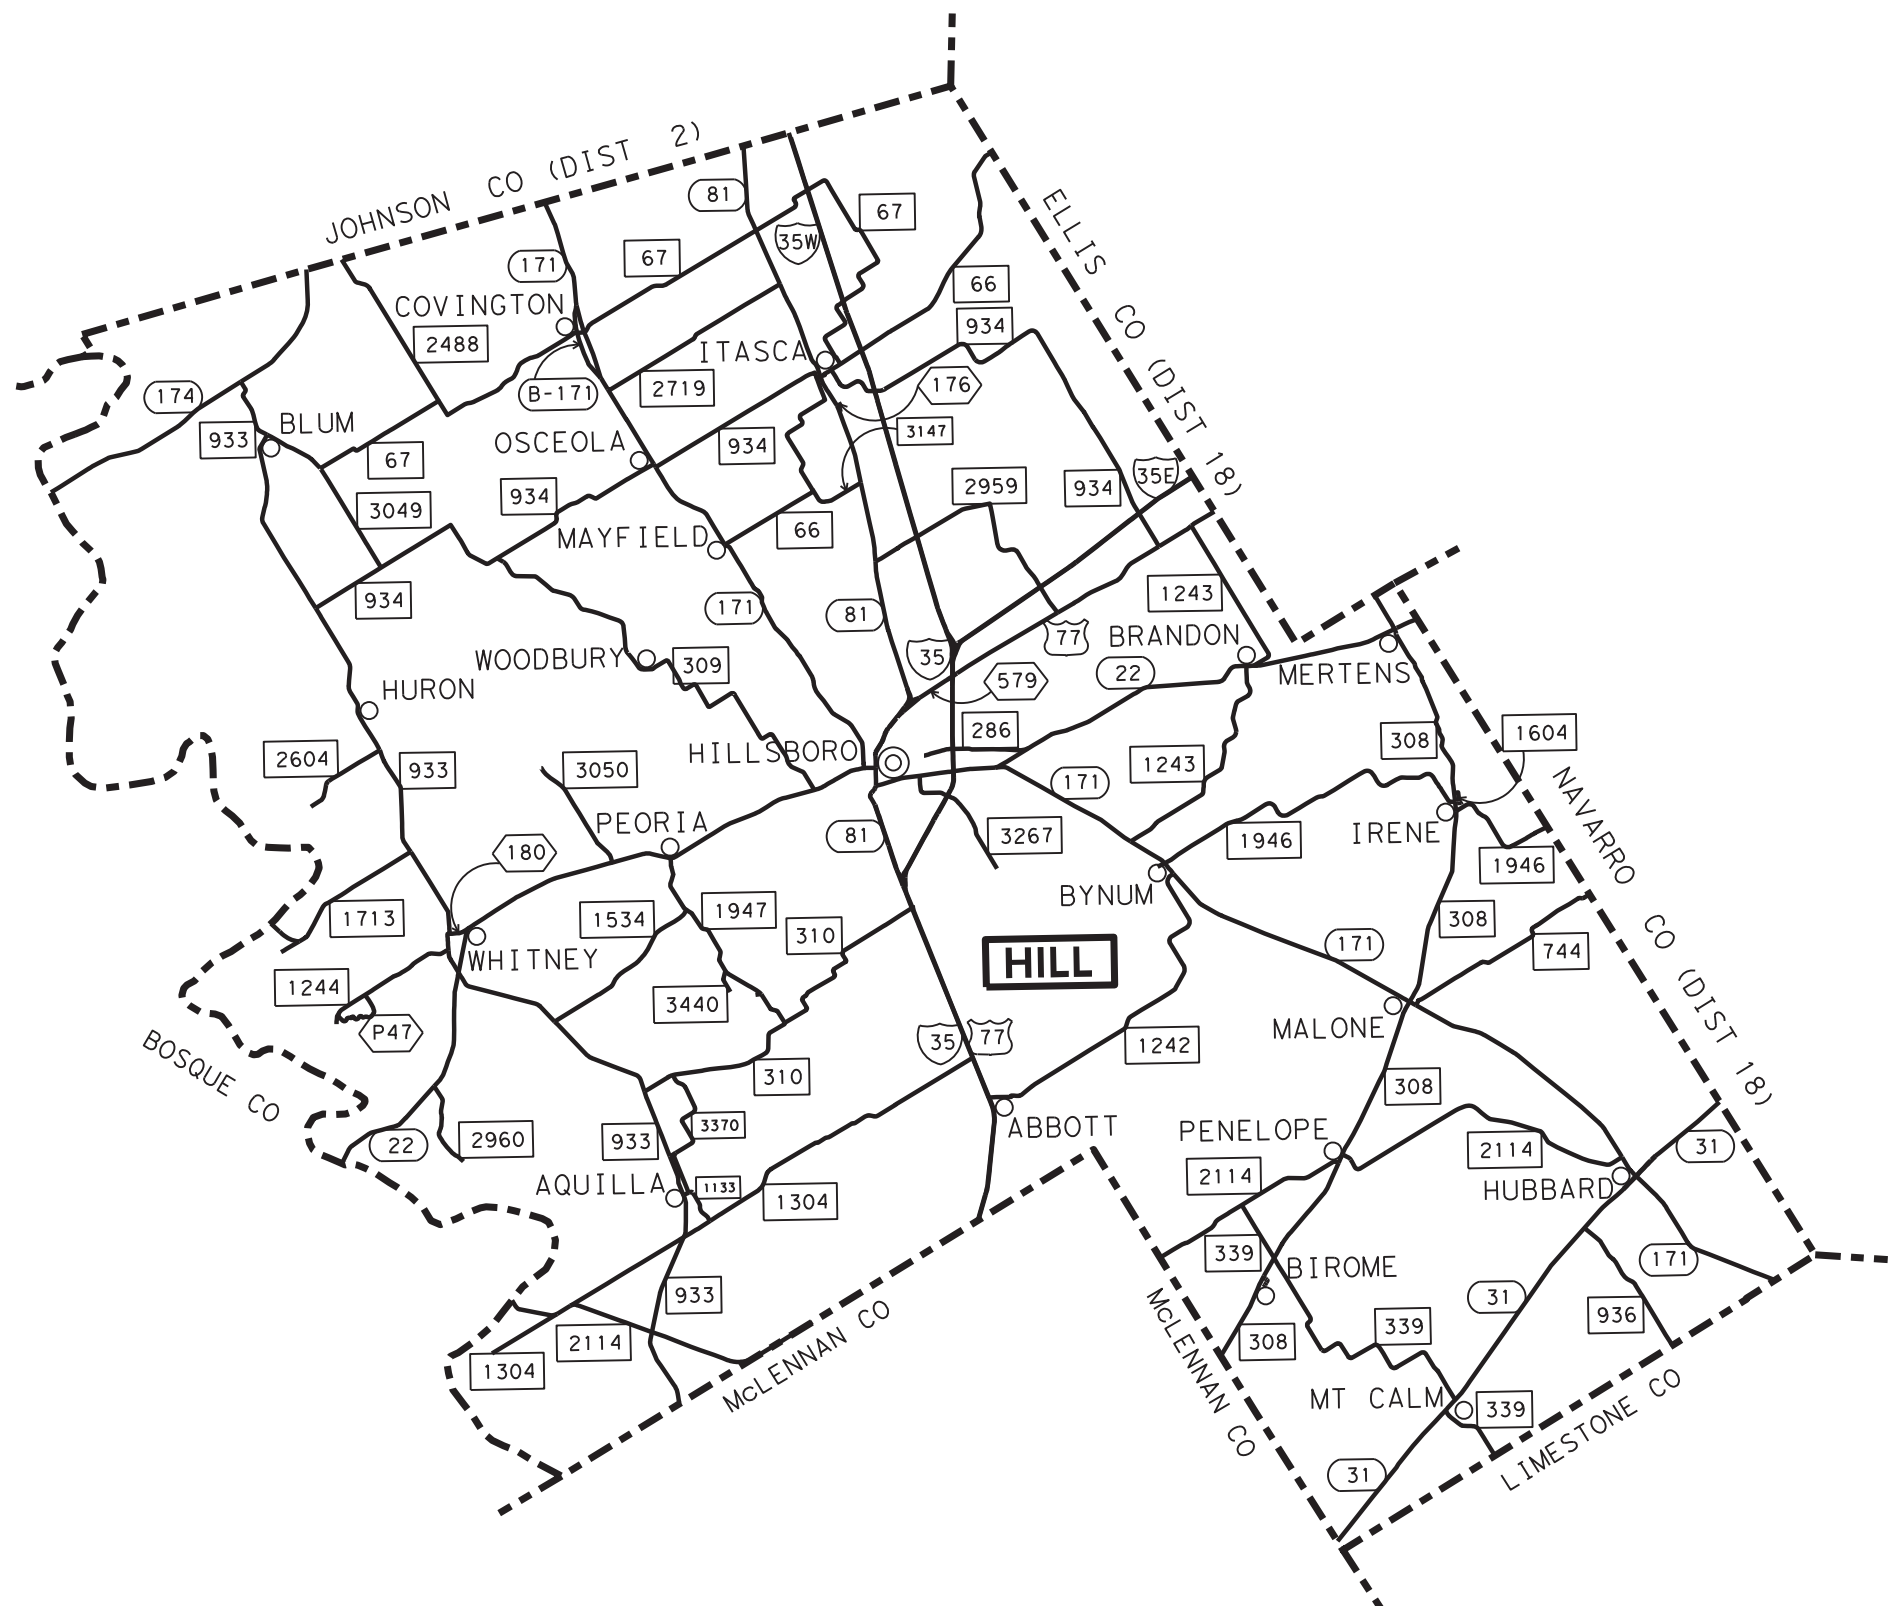 JOHNSON CO (DIST 2)
81
67
35W
171
67
ELLIS CO (DIST 18)
66
COVINGTON
934
2488
ITASCA
B-171
2719
176
174
BLUM
933
OSCEOLA
934
3147
67
35E
934
2959
934
3049
MAYFIELD
66
934
171
81
1243
77
BRANDON
WOODBURY
309
35
22
MERTENS
HURON
579
286
308
1604
HILLSBORO
2604
933
3050
1243
171
NAVARRO CO (DIST 18)
PEORIA
81
3267
1946
IRENE
180
1946
BYNUM
1713
1534
1947
310
308
171
744
WHITNEY
HILL
1244
3440
MALONE
P47
35
77
1242
BOSQUE CO
310
308
3370
ABBOTT
PENELOPE
22
2960
933
2114
31
AQUILLA
1133
2114
HUBBARD
1304
339
BIROME
171
933
McLENNAN CO
31
936
2114
308
339
1304
McLENNAN CO
MT CALM
339
LIMESTONE CO
31